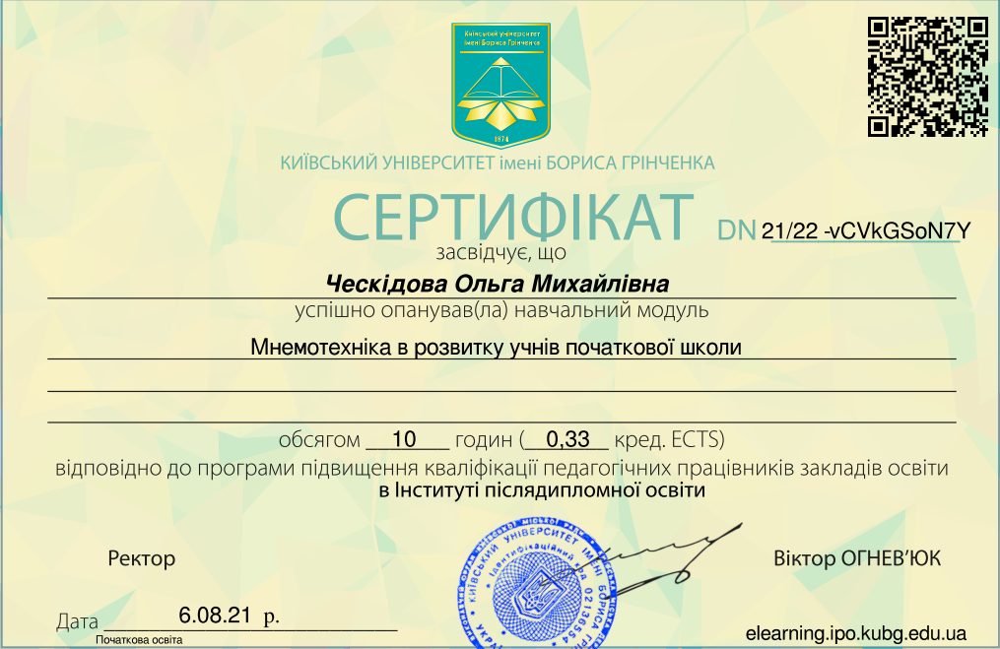 Київський університет
імені Бориса Грінченка
1874
КИЇВСЬКИЙ УНІВЕРСИТЕТ імені БОРИСА ГРІНЧЕНКА
СЕРТИФІКАТ
DN 21/22 -vCVkGSoN7Y
засвідчує, що
Ческідова Ольга Михайлівна
успішно опанував(ла) навчальний модуль
Мнемотехніка в розвитку учнів початкової школи
обсягом 10 годин (0,33 кред. ECTS)
відповідно до програми підвищення кваліфікації педагогічних працівників закладів освіти
в Інституті післядипломної освіти
КИЇВСЬКИЙ УНІВЕРСИТЕТ ІМЕНІ БОРИСА
Ідентифікаційний код 02136554
Ректор
Віктор ОГНЕВ’ЮК
Дата 6.08.21 р.
Початкова освіта
elearning.ipo.kubg.edu.ua